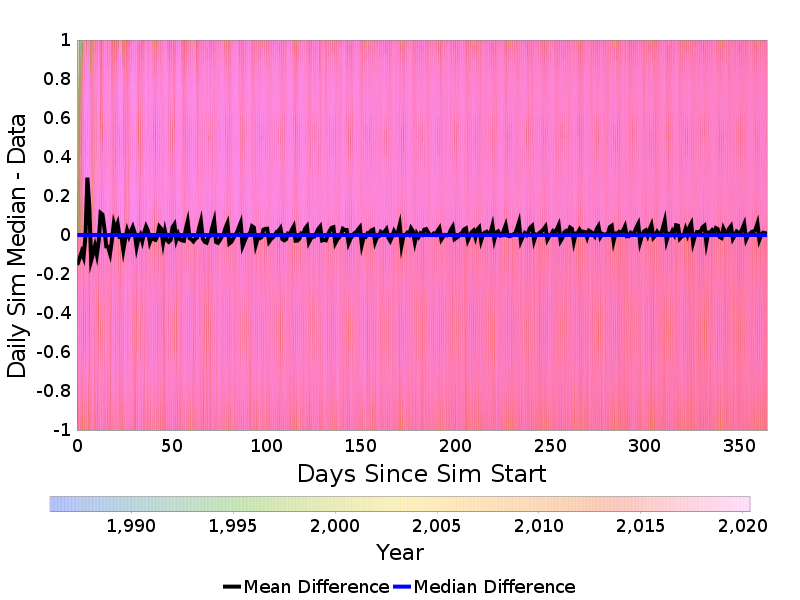 Daily Sim Median - Data
1
0.8
0.6
0.4
0.2
0
-0.2
-0.4
-0.6
-0.8
-1
0 50 100 150 200 250 300 350
Days Since Sim Start
1,990 1,995 2,000 2,005 2,010 2,015 2,020
Year
Mean Difference Median Difference